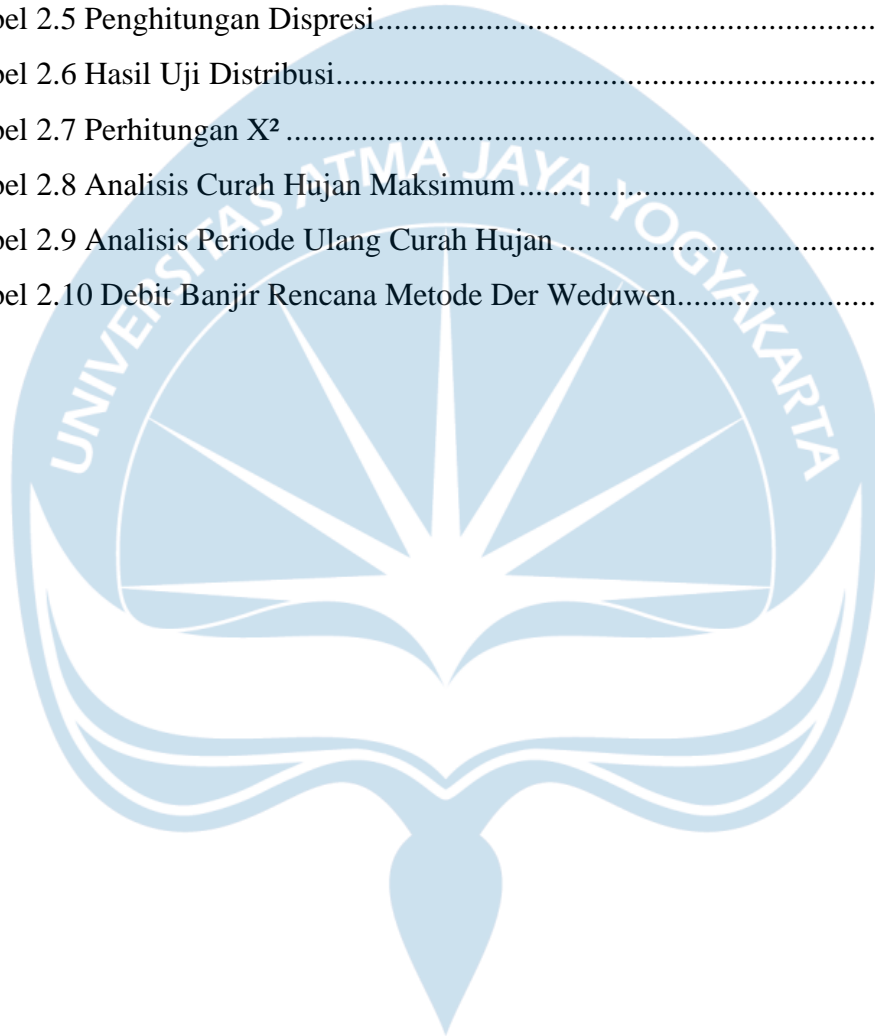 bel 2.5 Penghitungan Dispresi....................................................................
bel 2.6 Hasil Uji Distribusi..........................................................................
bel 2.7 Perhitungan X² ................................................................................
bel 2.8 Analisis Curah Hujan Maksimum.................................................
bel 2.9 Analisis Periode Ulang Curah Hujan ...........................................
bel 2.10 Debit Banjir Rencana Metode Der Weduwen...........................
UNIVERSITAS ATMA JAYA YOGYAKARTA